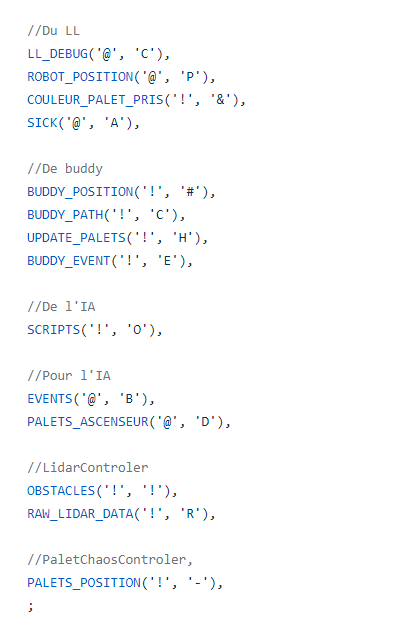 //Du LL
LL_DEBUG('@', 'C'),
ROBOT_POSITION('@', 'P'),
COULEUR_PALET_PRIS('!', '&'),
SICK('@', 'A'),
//De buddy
BUDDY_POSITION('!', '#'),
BUDDY_PATH('!', 'C'),
UPDATE_PALETS('!', 'H'),
BUDDY_EVENT('!', 'E'),
//De l'IA
SCRIPTS('!', 'O'),
//Pour l'IA
EVENTS('@', 'B'),
PALETS_ASCENSEUR('@', 'D'),
//LidarControler
OBSTACLES('!', '!'),
RAW_LIDAR_DATA('!', 'R'),
//PaletChaosControler,
PALETS_POSITION('!', '-'),
;